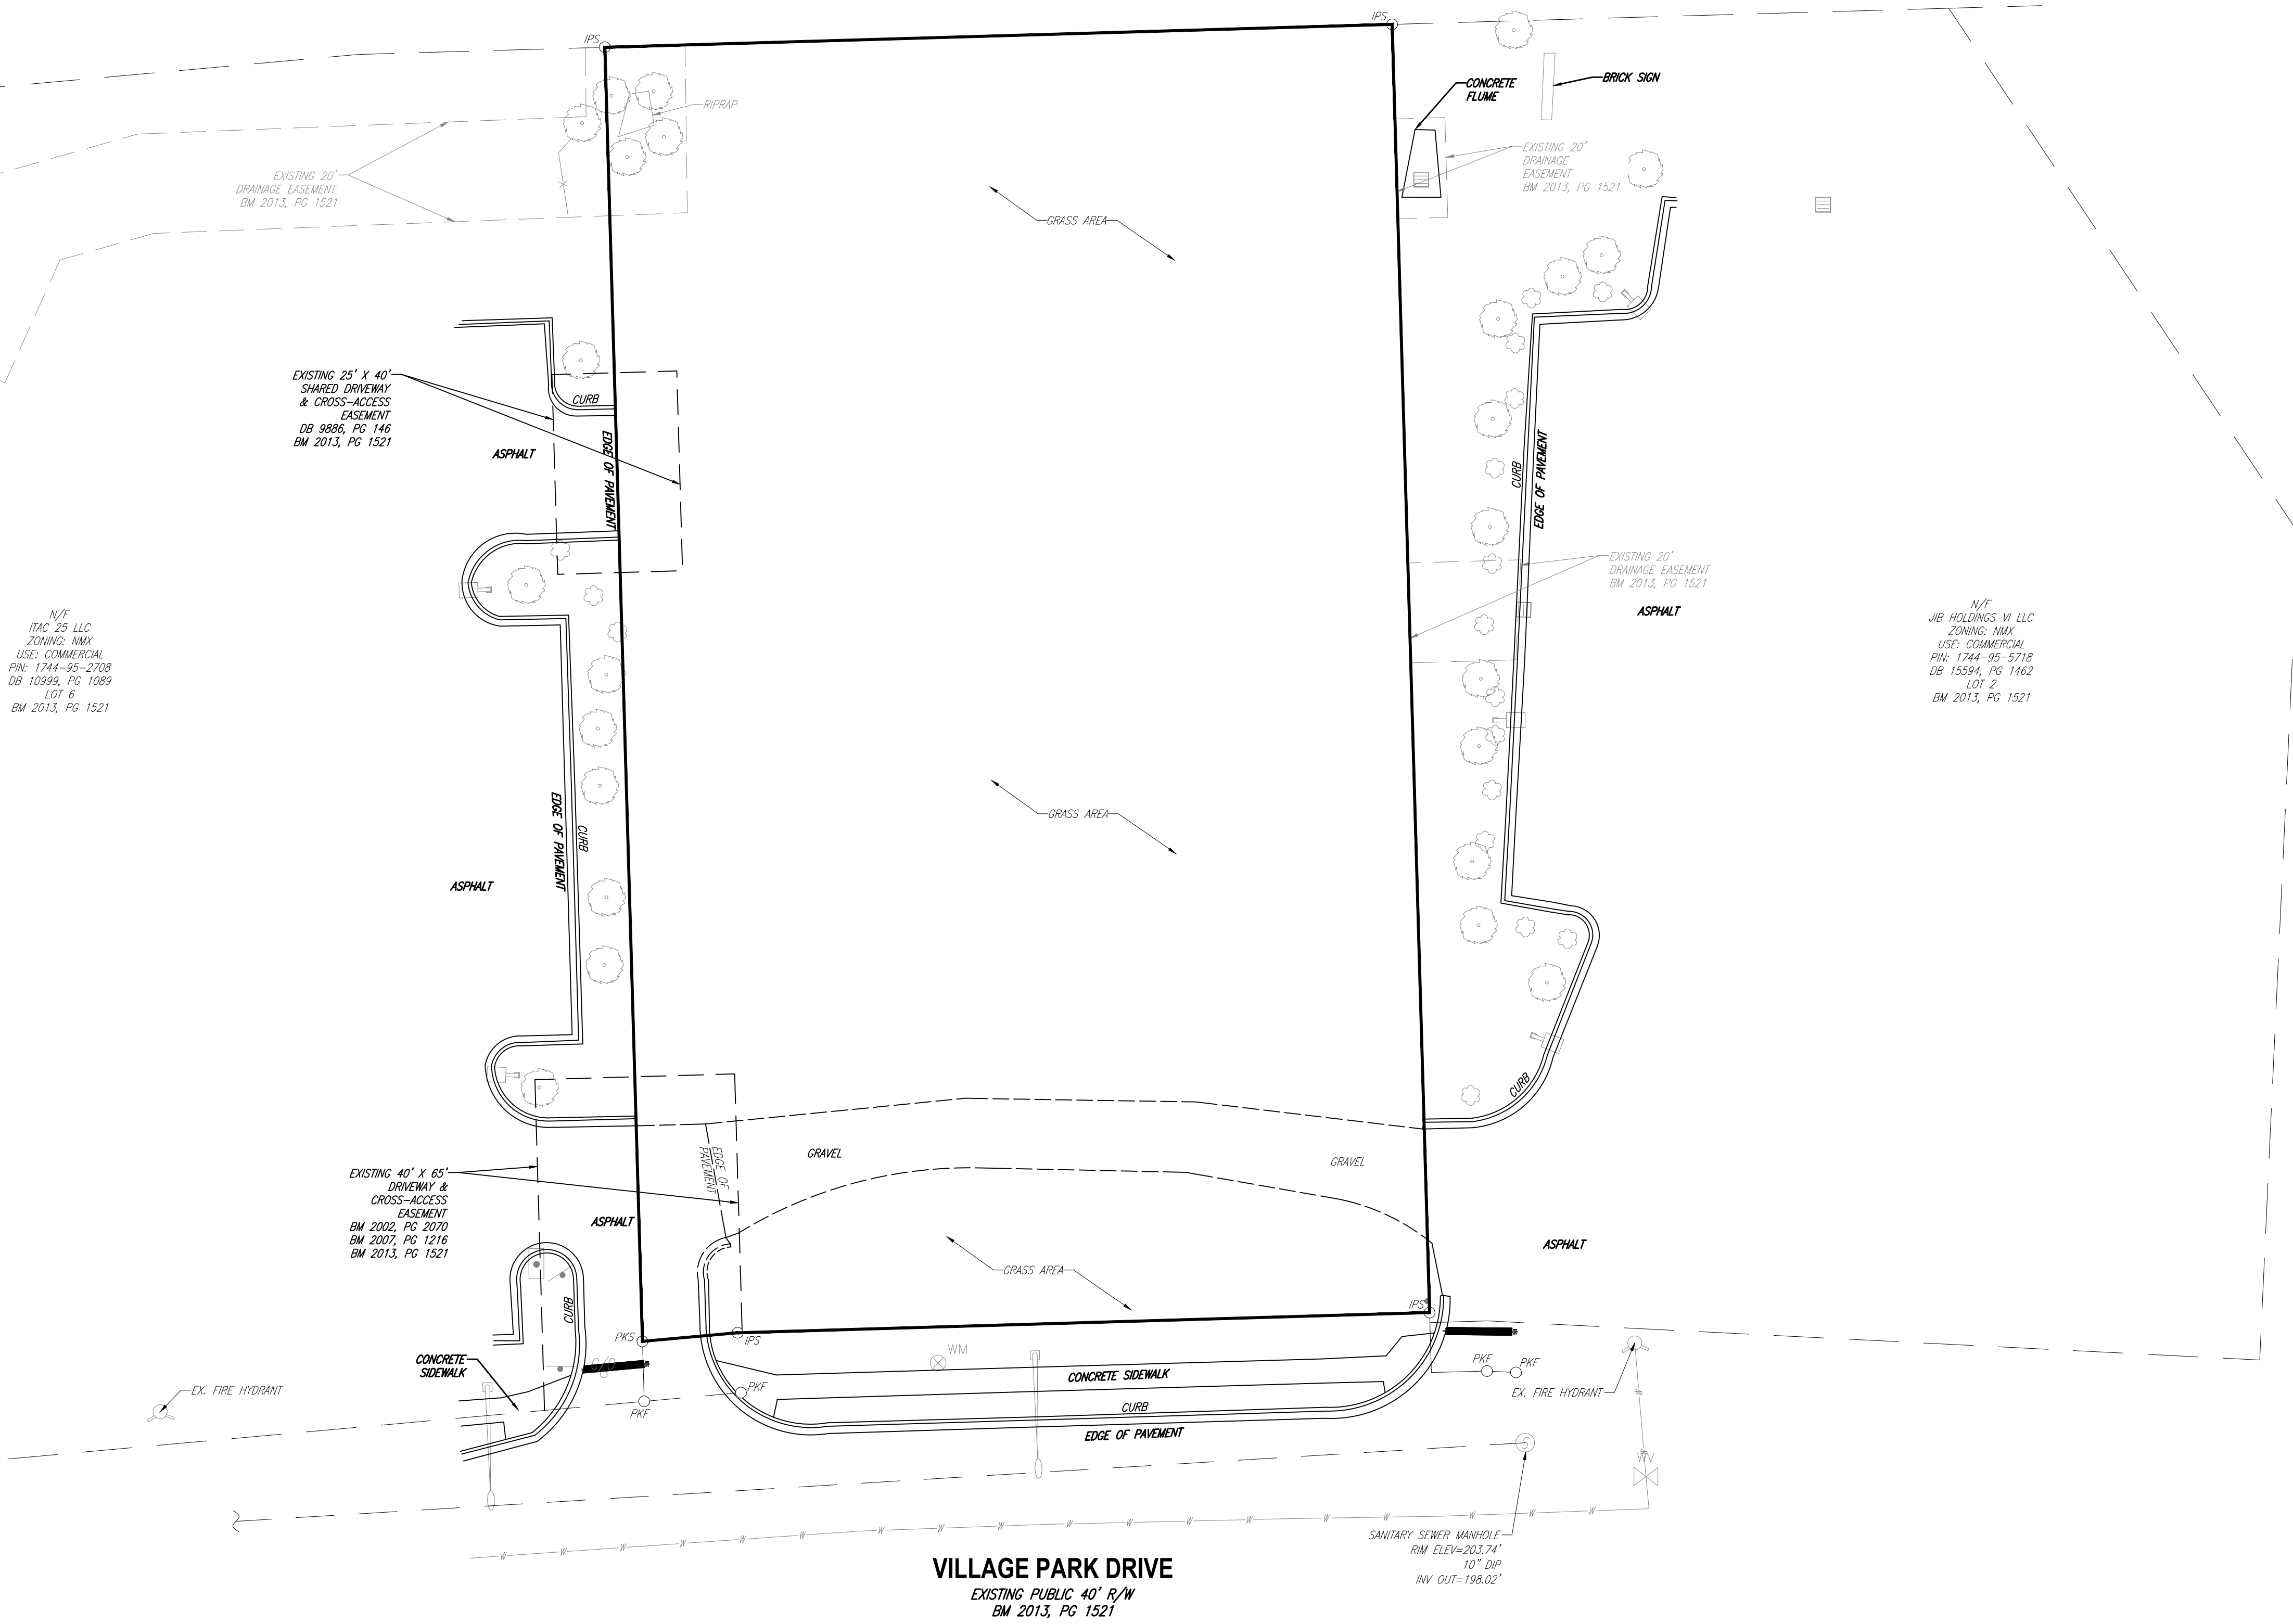 IPS
IPS
CONCRETE
FLUME
BRICK SIGN
RIPRAP
EXISTING 20'
DRAINAGE EASEMENT
BM 2013, PG 1521
EXISTING 20'
DRAINAGE
EASEMENT
BM 2013, PG 1521
GRASS AREA
EXISTING 25' X 40'
SHARED DRIVEWAY
& CROSS-ACCESS
EASEMENT
DB 9886, PG 146
BM 2013, PG 1521
CURB
ASPHALT
EDGE OF PAVEMENT
CURB
EDGE OF PAVEMENT
EXISTING 20'
DRAINAGE EASEMENT
BM 2013, PG 1521
ASPHALT
N/F
ITAC 25 LLC
ZONING: NMX
USE: COMMERCIAL
PIN: 1744-95-2708
DB 10999, PG 1089
LOT 6
BM 2013, PG 1521
N/F
JIB HOLDINGS VI LLC
ZONING: NMX
USE: COMMERCIAL
PIN: 1744-95-5718
DB 15594, PG 1462
LOT 2
BM 2013, PG 1521
GRASS AREA
EDGE OF PAVEMENT
CURB
ASPHALT
CURB
EDGE OF
PAVEMENT
GRAVEL
GRAVEL
EXISTING 40' X 65'
DRIVEWAY &
CROSS-ACCESS
EASEMENT
BM 2002, PG 2070
BM 2007, PG 1216
BM 2013, PG 1521
ASPHALT
ASPHALT
GRASS AREA
CURB
IPS
PKS
IPS
WM
C/O
CONCRETE
SIDEWALK
CONCRETE SIDEWALK
PKF
PKF
PKF
PKF
EX. FIRE HYDRANT
EX. FIRE HYDRANT
CURB
EDGE OF PAVEMENT
S
WV
W W W W W W W W W W W W W W W W W W W
SANITARY SEWER MANHOLE
RIM ELEV=203.74'
10" DIP
INV OUT=198.02'
VILLAGE PARK DRIVE
EXISTING PUBLIC 40' R/W
BM 2013, PG 1521